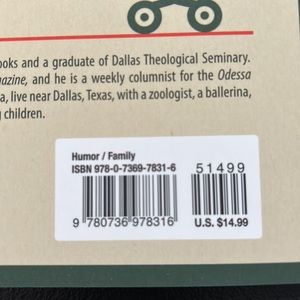 ooks and a graduate of Dallas Theological Seminary.
gazine, and he is a weekly columnist for the Odessa
a, live near Dallas, Texas, with a zoologist, a ballerina,
g children.
Humor / Family
ISBN 978-0-7369-7831-6
51499
9 780736 978316
U.S. $14.99